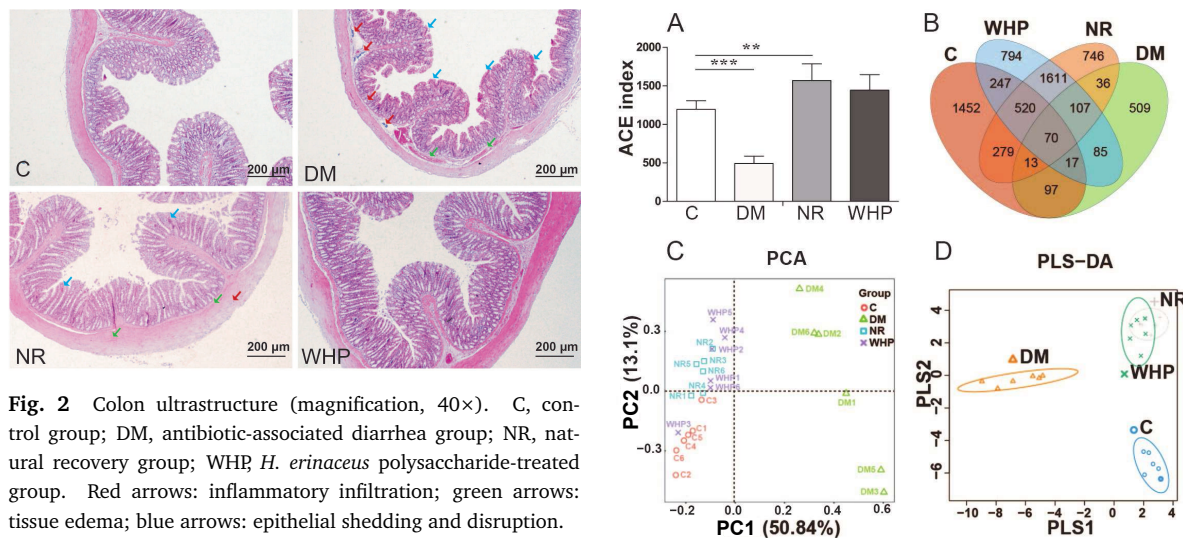 C
200 µm
DM
200 µm
NR
200 µm
WHP
200 µm
Fig. 2 Colon ultrastructure (magnification, 40×). C, con-
trol group; DM, antibiotic-associated diarrhea group; NR, nat-
ural recovery group; WHP, H. erinaceus polysaccharide-treated
group. Red arrows: inflammatory infiltration; green arrows:
tissue edema; blue arrows: epithelial shedding and disruption.
A
ACE index
2000
1500
1000
500
0
**
***
C DM NR WHP
B
C WHP NR DM
794 746
247 1611 36
1452 520 107 509
70
279 13 17 85
97
C
PCA
PC2 (13.1%)
0.3
0.0
−0.3
−0.2 0.0 0.2 0.4 0.6
PC1 (50.84%)
Group
C
DM
NR
WHP
DM4
DM6 DM2
DM1
DM5
DM3
WHP5
WHP4
NR2
WHP2
NR5 NR3
NR6
WHP1
NR4
NR1
C3
WHP3
C1
C5
C4
C6
C2
D
PLS−DA
PLS2
4
2
0
−2
−4
−6
−10 −8 −6 −4 −2 0 2 4
PLS1
NR
DM
WHP
C